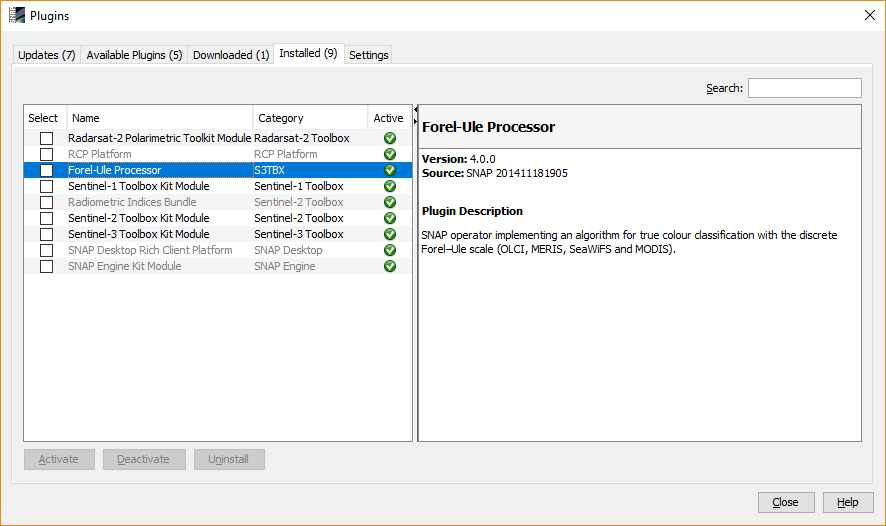 Plugins
Updates (7) Available Plugins (5) Downloaded (1) Installed (9) Settings
Search:
Select Name Category Active
Radarsat-2 Polarimetric Toolkit Module Radarsat-2 Toolbox
RCP Platform RCP Platform
Forel-Ule Processor S3TBX
Sentinel-1 Toolbox Kit Module Sentinel-1 Toolbox
Radiometric Indices Bundle Sentinel-2 Toolbox
Sentinel-2 Toolbox Kit Module Sentinel-2 Toolbox
Sentinel-3 Toolbox Kit Module Sentinel-3 Toolbox
SNAP Desktop Rich Client Platform SNAP Desktop
SNAP Engine Kit Module SNAP Engine
Forel-Ule Processor
Version: 4.0.0
Source: SNAP 201411181905
Plugin Description
SNAP operator implementing an algorithm for true colour classification with the discrete
Forel–Ule scale (OLCI, MERIS, SeaWiFS and MODIS).
Activate Deactivate Uninstall
Close Help